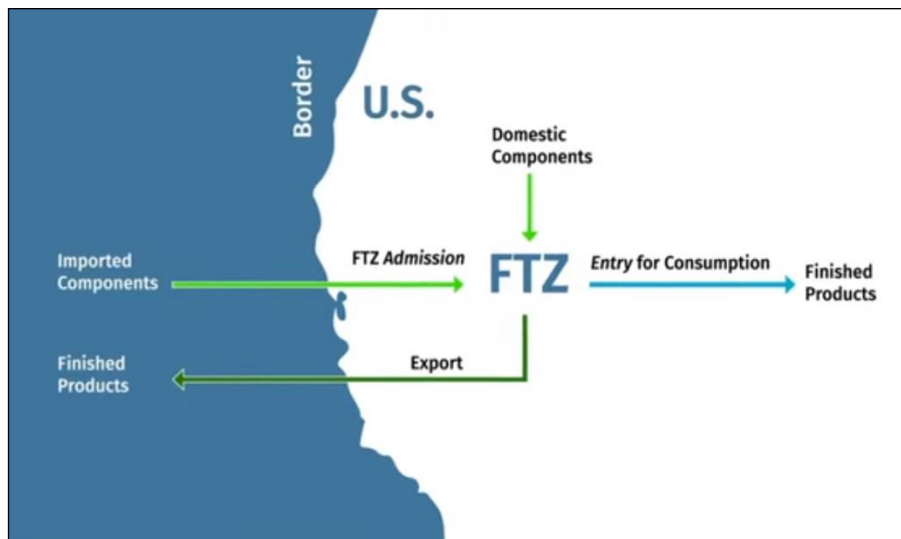 Border
U.S.
Domestic
Components
Imported
Components
FTZ Admission
FTZ
Entry for Consumption
Finished
Products
Finished
Products
Export